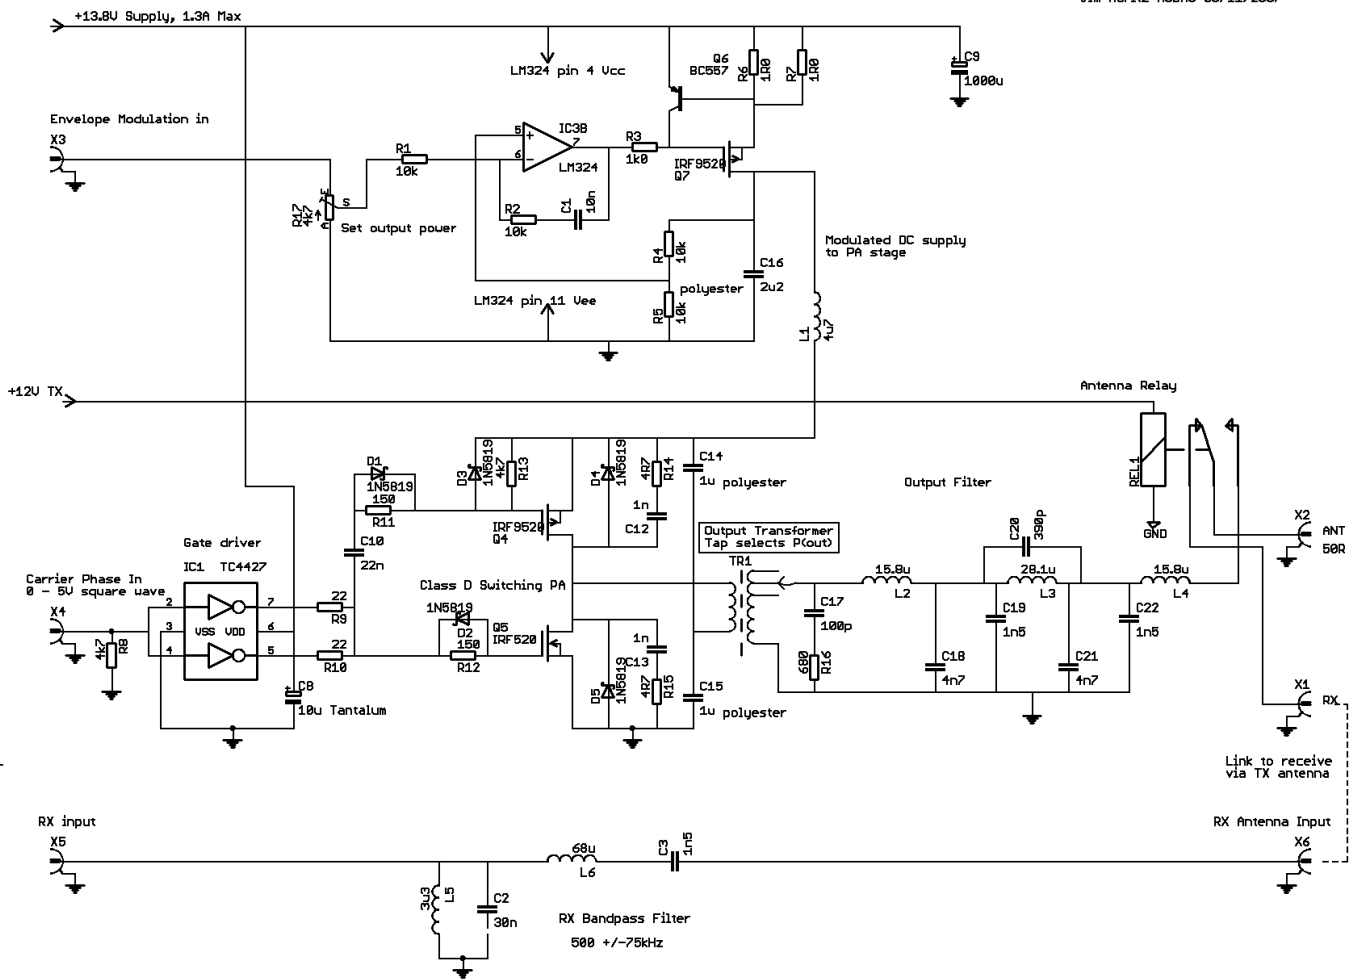 +13.8V Supply, 1.3A Max
LM324 pin 4 Vcc
Q6
BC557
R6
1R0
R7
1R0
C9
+
1000u
Envelope Modulation in
X3
R1
10k
5
+
6
-
IC3B
7
LM324
R3
1k0
IRF9520
Q7
R17
4k7
E
S
A
Set output power
R2
10k
C1
10n
R4
10k
R5
10k
polyester
C16
2u2
LM324 pin 11 Vee
Modulated DC supply
to PA stage
L1
4u7
+12V TX
Antenna Relay
REL1
GND
D1
1N5819
150
R11
D3
1N5819
4k7
R13
D4
1N5819
4R7
R14
1n
C12
C14
1u polyester
IRF9520
Q4
Output Transformer
Tap selects P(out)
TR1
Output Filter
C20
390p
X2
ANT
50R
Gate driver
IC1 TC4427
C10
22n
Class D Switching PA
Carrier Phase In
0 - 5V square wave
X4
4k7
R8
2
3
4
VSS VDD
7
6
5
22
R9
22
R10
1N5819
D2
150
R12
Q5
IRF520
D5
1N5819
1n
C13
4R7
R15
C15
1u polyester
C17
100p
680
R16
15.8u
L2
28.1u
L3
15.8u
L4
C18
4n7
C19
1n5
C21
4n7
C22
1n5
+
C8
10u Tantalum
X1
RX
Link to receive
via TX antenna
RX input
X5
RX Antenna Input
X6
68u
L6
C3
1n5
3u3
L5
C2
30n
RX Bandpass Filter
500 +/-75kHz